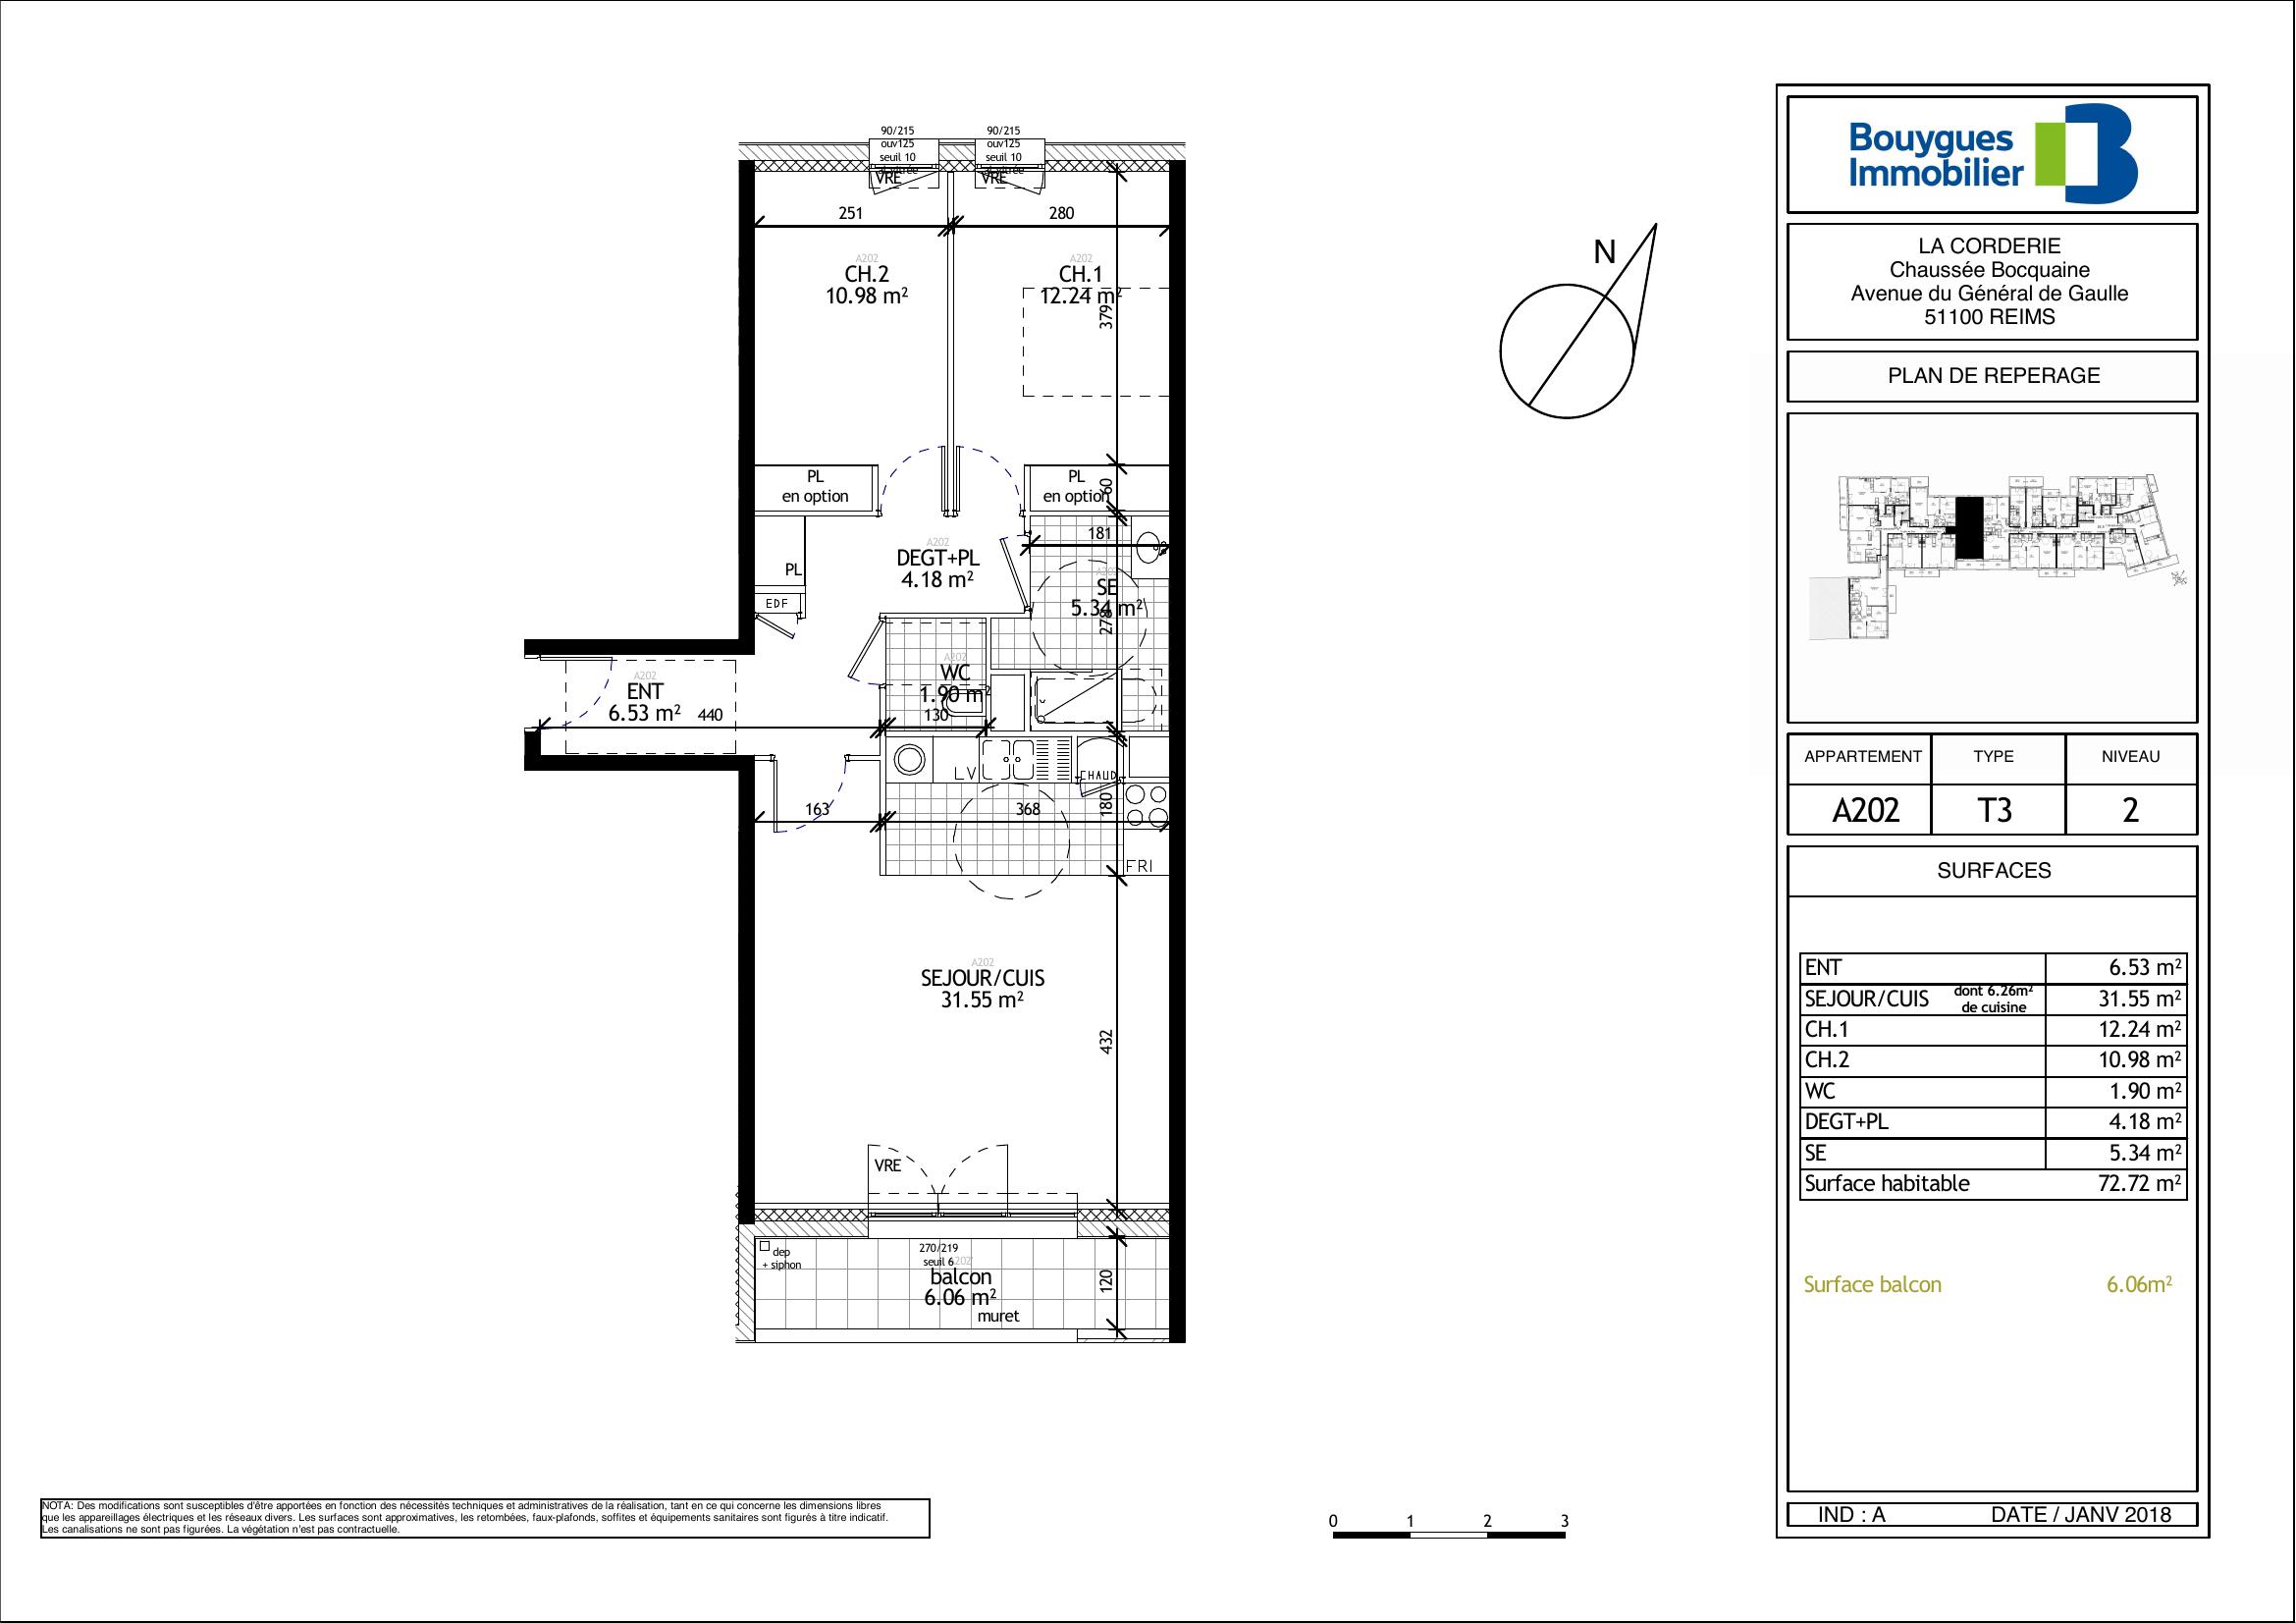 90/215
ouv125
seuil 10
VRE
90/215
ouv125
seuil 10
VRE
251
280
A202
CH.2
10.98 m²
A202
CH.1
12.24 m²
379
PL
en option
PL
en option
60
181
A202
DEGT+PL
4.18 m²
PL
EDF
A202
SE
5.34 m²
278
A202
WC
1.90 m²
130
A202
ENT
6.53 m²
440
LV
CHAUD
163
368
180
FRI
A202
SEJOUR/CUIS
31.55 m²
432
VRE
dep
+ siphon
270/219
seuil 6
A202
balcon
6.06 m²
muret
120
N
Bouygues
Immobilier
LA CORDERIE
Chaussée Bocquaine
Avenue du Général de Gaulle
51100 REIMS
PLAN DE REPERAGE
APPARTEMENT TYPE NIVEAU
A202 T3 2
SURFACES
ENT 6.53 m²
SEJOUR/CUIS dont 6.26m² de cuisine 31.55 m²
CH.1 12.24 m²
CH.2 10.98 m²
WC 1.90 m²
DEGT+PL 4.18 m²
SE 5.34 m²
Surface habitable 72.72 m²
Surface balcon 6.06m²
IND : A DATE / JANV 2018
0 1 2 3
NOTA: Des modifications sont susceptibles d'être apportées en fonction des nécessités techniques et administratives de la réalisation, tant en ce qui concerne les dimensions libres
que les appareillages électriques et les réseaux divers. Les surfaces sont approximatives, les retombées, faux-plafonds, soffites et équipements sanitaires sont figurés à titre indicatif.
Les canalisations ne sont pas figurées. La végétation n'est pas contractuelle.